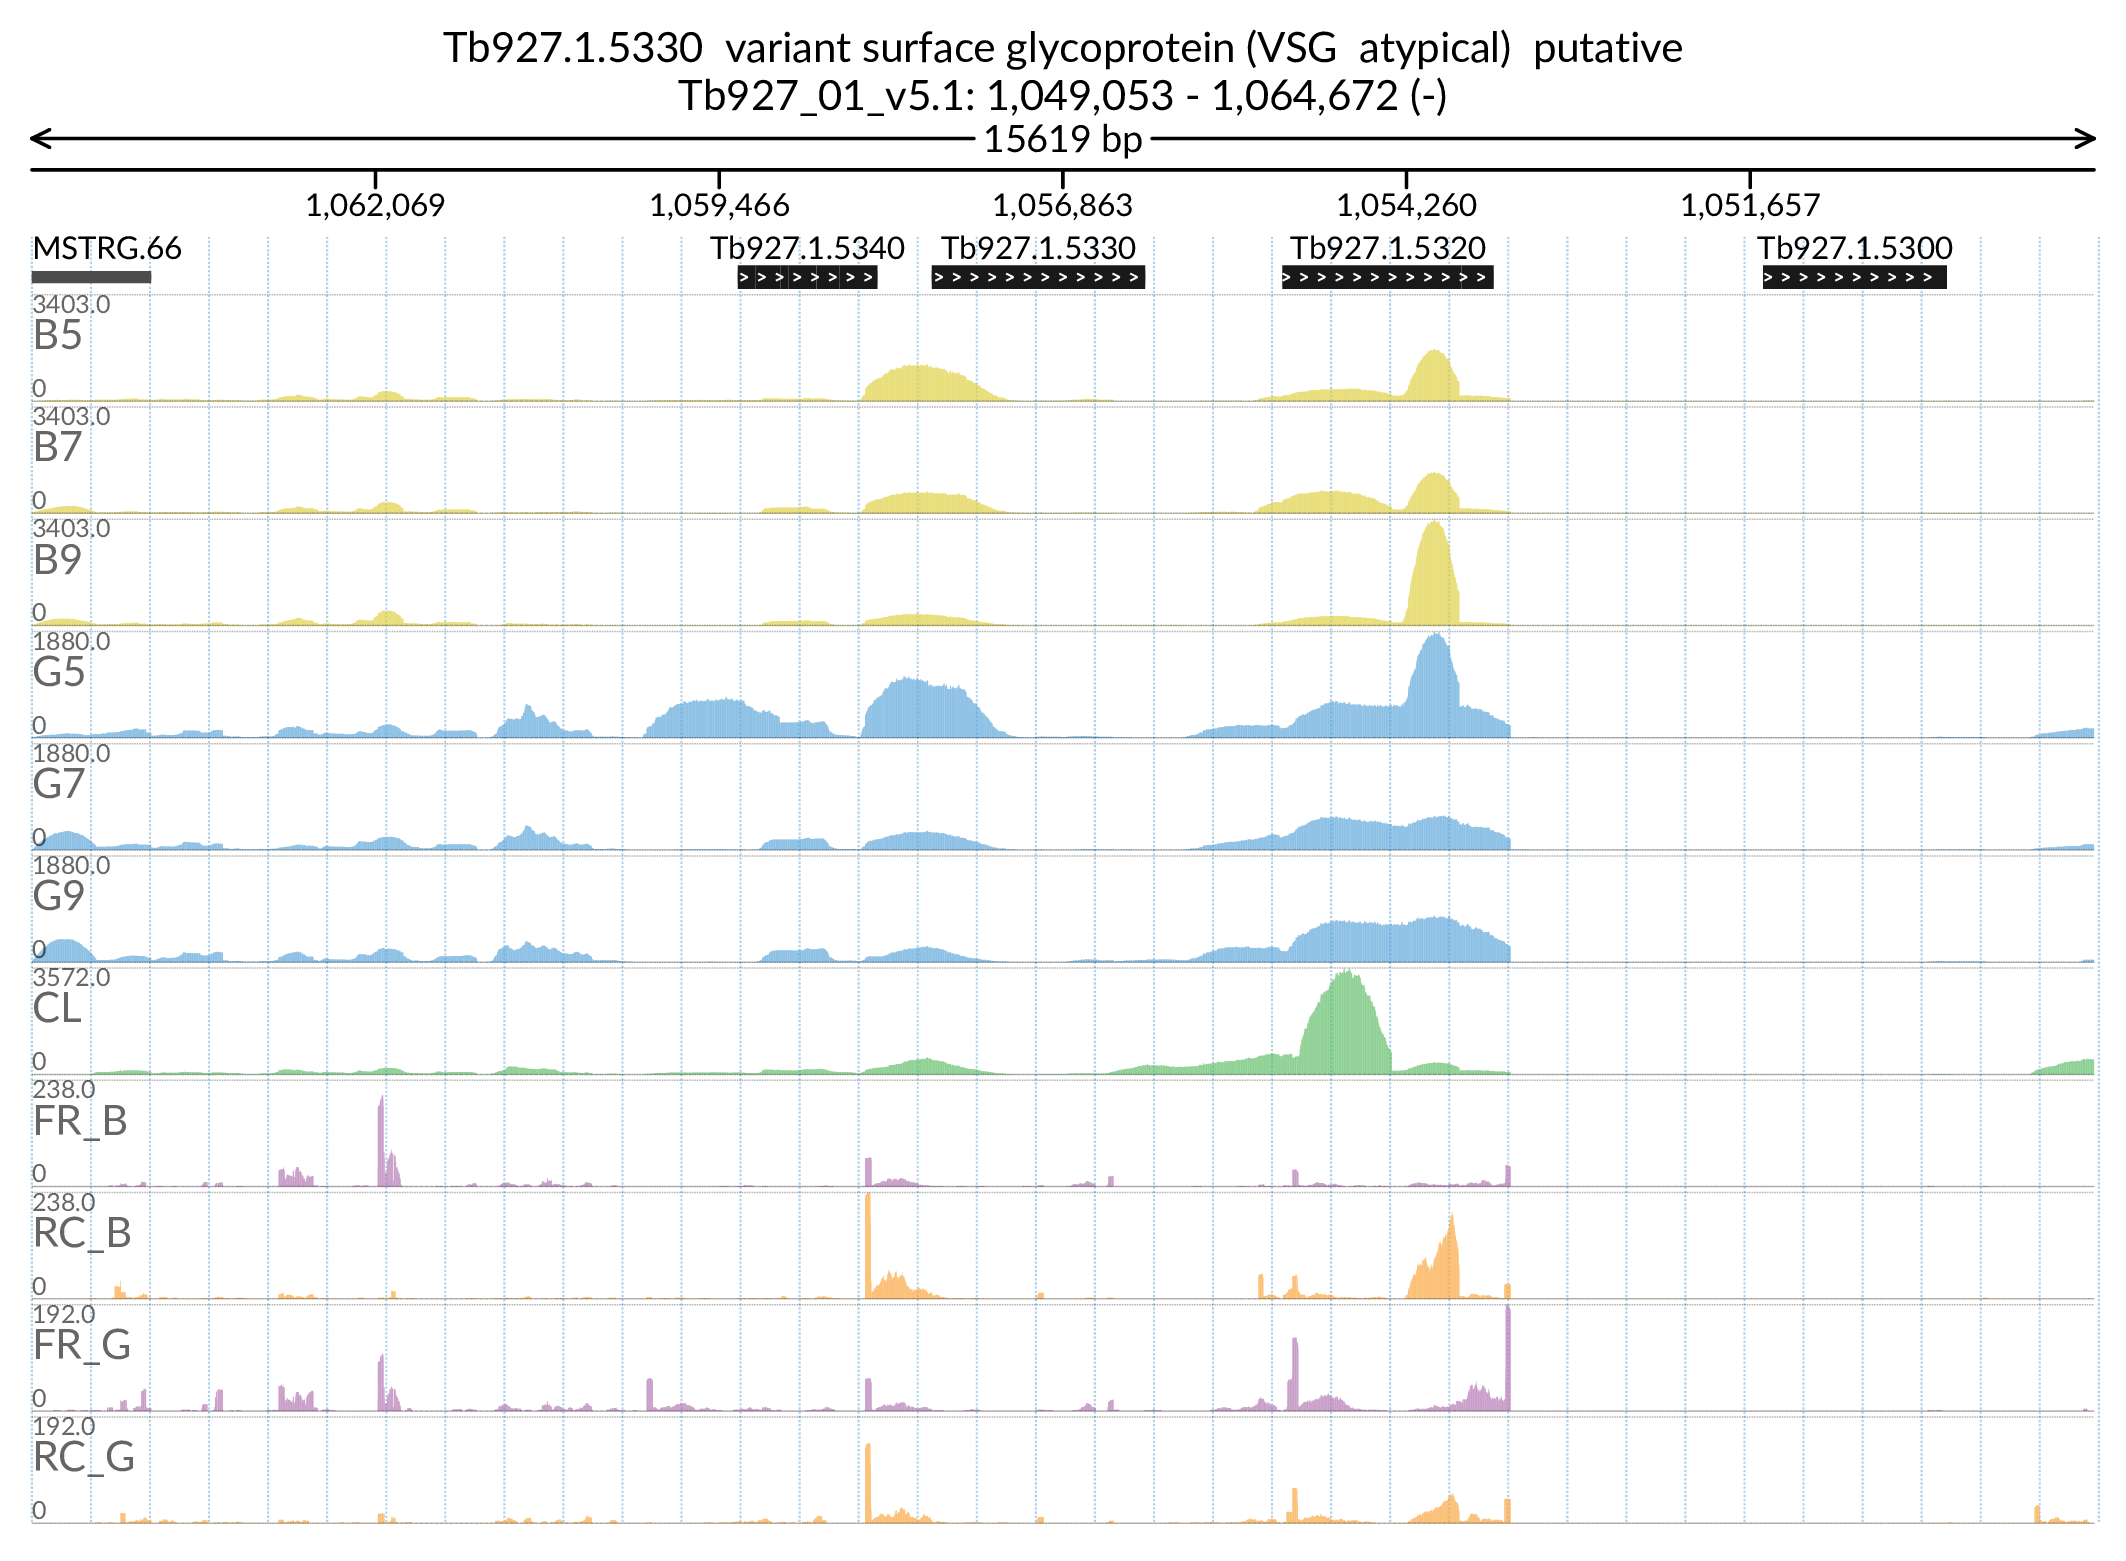 Tb927.1.5330  variant surface glycoprotein (VSG  atypical)  putative
Tb927_01_v5.1: 1,049,053 - 1,064,672 (-)
15619 bp
1,062,069 1,059,466 1,056,863 1,054,260 1,051,657
MSTRG.66 Tb927.1.5340 Tb927.1.5330 Tb927.1.5320 Tb927.1.5300
3403.0
B5
0
3403.0
B7
0
3403.0
B9
0
1880.0
G5
0
1880.0
G7
0
1880.0
G9
0
3572.0
CL
0
238.0
FR_B
0
238.0
RC_B
0
192.0
FR_G
0
192.0
RC_G
0